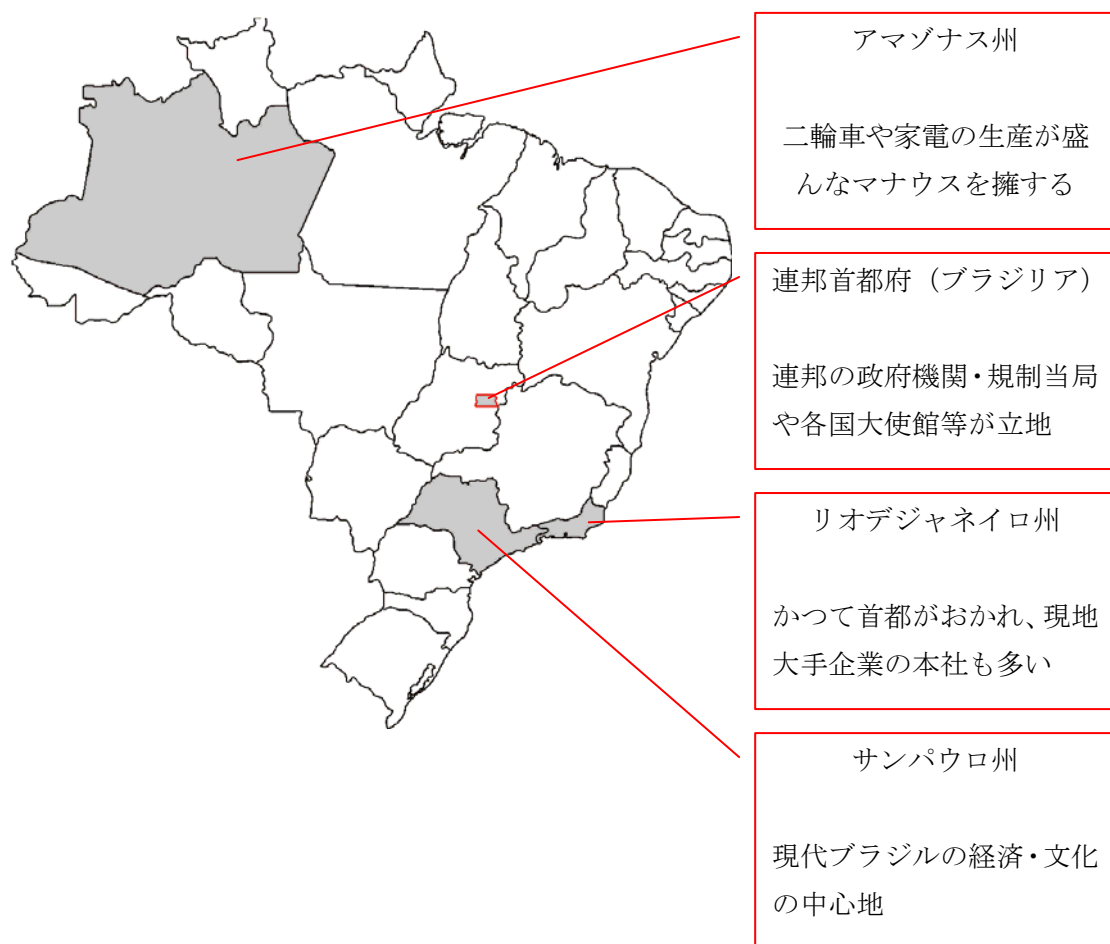 アマゾナス州
二輪車や家電の生産が盛
んなマナウスを擁する
連邦首都府（ブラジリア）
連邦の政府機関・規制当局
や各国大使館等が立地
リオデジャネイロ州
かつて首都がおかれ、現地
大手企業の本社も多い
サンパウロ州
現代ブラジルの経済・文化
の中心地